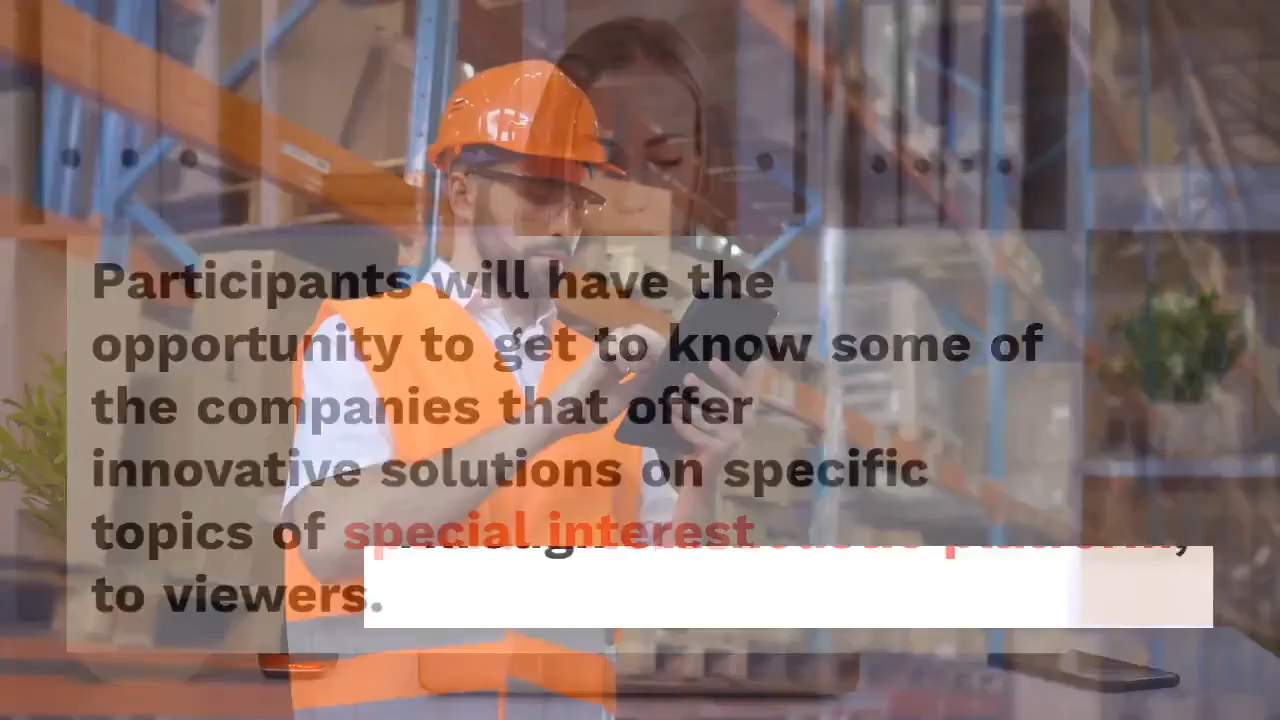 Participants will have the
opportunity to get to know some of
the companies that offer
innovative solutions on specific
topics of special interest
to viewers.